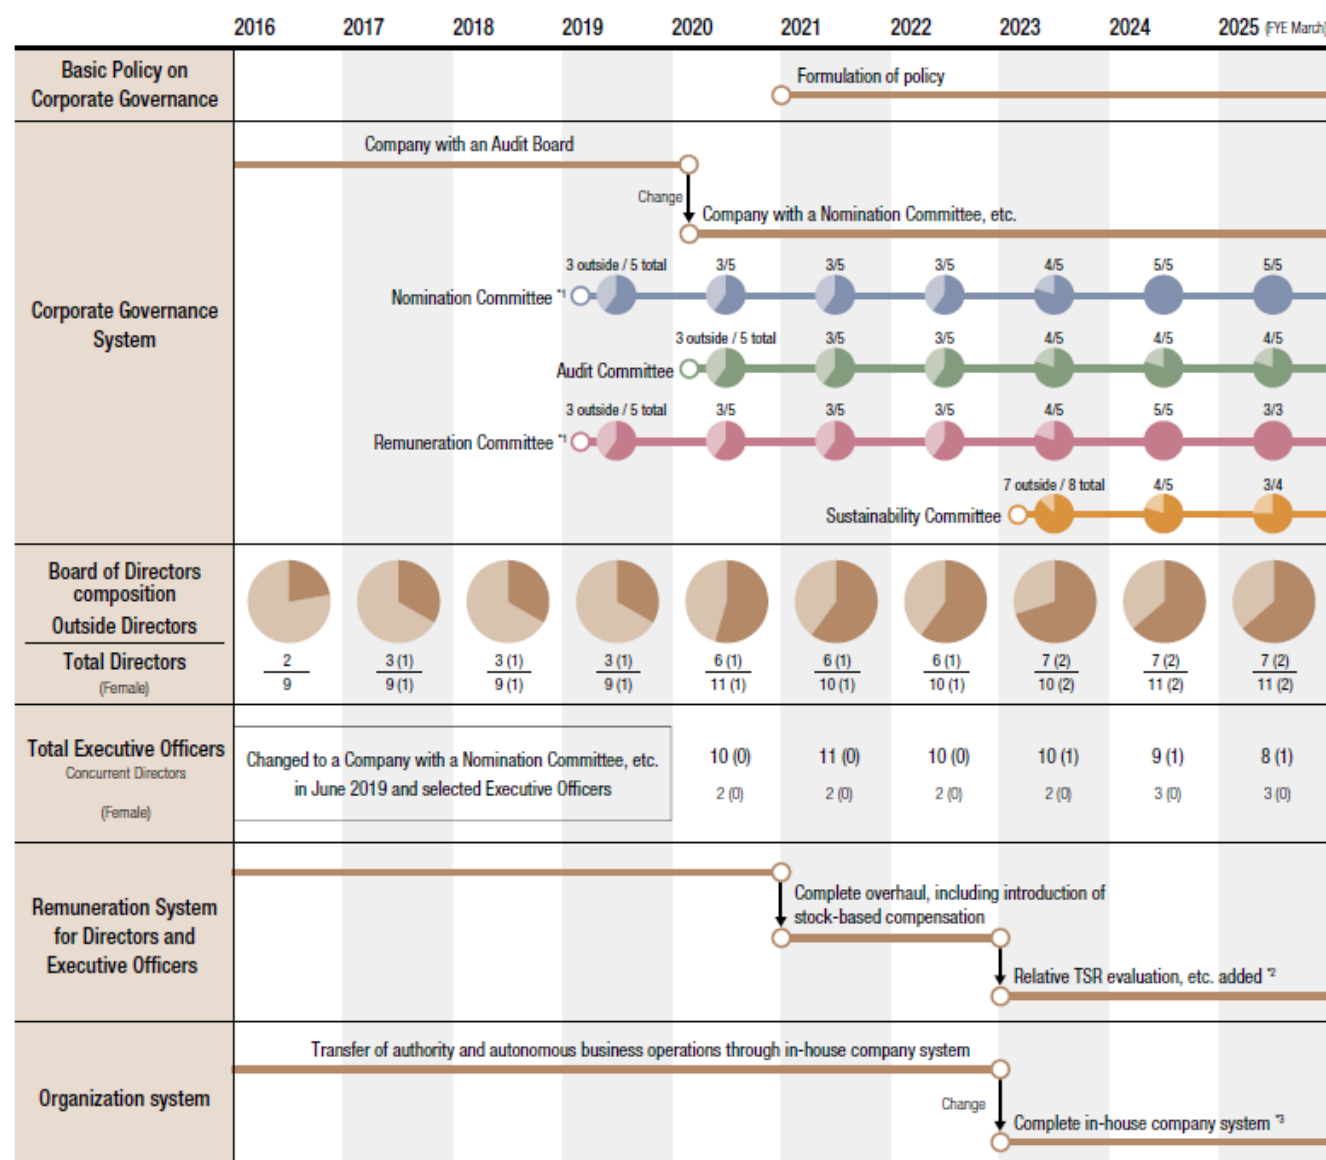 2016 2017 2018 2019 2020 2021 2022 2023 2024 2025 (FYE March)
Basic Policy on
Corporate Governance
Formulation of policy
Corporate Governance
System
Company with an Audit Board
Change
Company with a Nomination Committee, etc.
3 outside / 5 total 3/5 3/5 3/5 4/5 5/5 5/5
Nomination Committee *1
3 outside / 5 total 3/5 3/5 4/5 4/5 4/5
Audit Committee
3 outside / 5 total 3/5 3/5 3/5 4/5 5/5 3/3
Remuneration Committee *1
7 outside / 8 total 4/5 3/4
Sustainability Committee
Board of Directors
composition
Outside Directors
Total Directors
(Female)
2 3 (1) 3 (1) 3 (1) 6 (1) 6 (1) 6 (1) 7 (2) 7 (2) 7 (2)
9 9 (1) 9 (1) 9 (1) 11 (1) 10 (1) 10 (1) 10 (2) 11 (2) 11 (2)
Total Executive Officers
Concurrent Directors
(Female)
Changed to a Company with a Nomination Committee, etc.
in June 2019 and selected Executive Officers
10 (0) 11 (0) 10 (0) 10 (1) 9 (1) 8 (1)
2 (0) 2 (0) 2 (0) 2 (0) 3 (0) 3 (0)
Remuneration System
for Directors and
Executive Officers
Complete overhaul, including introduction of
stock-based compensation
Relative TSR evaluation, etc. added *2
Organization system
Transfer of authority and autonomous business operations through in-house company system
Change
Complete in-house company system *3